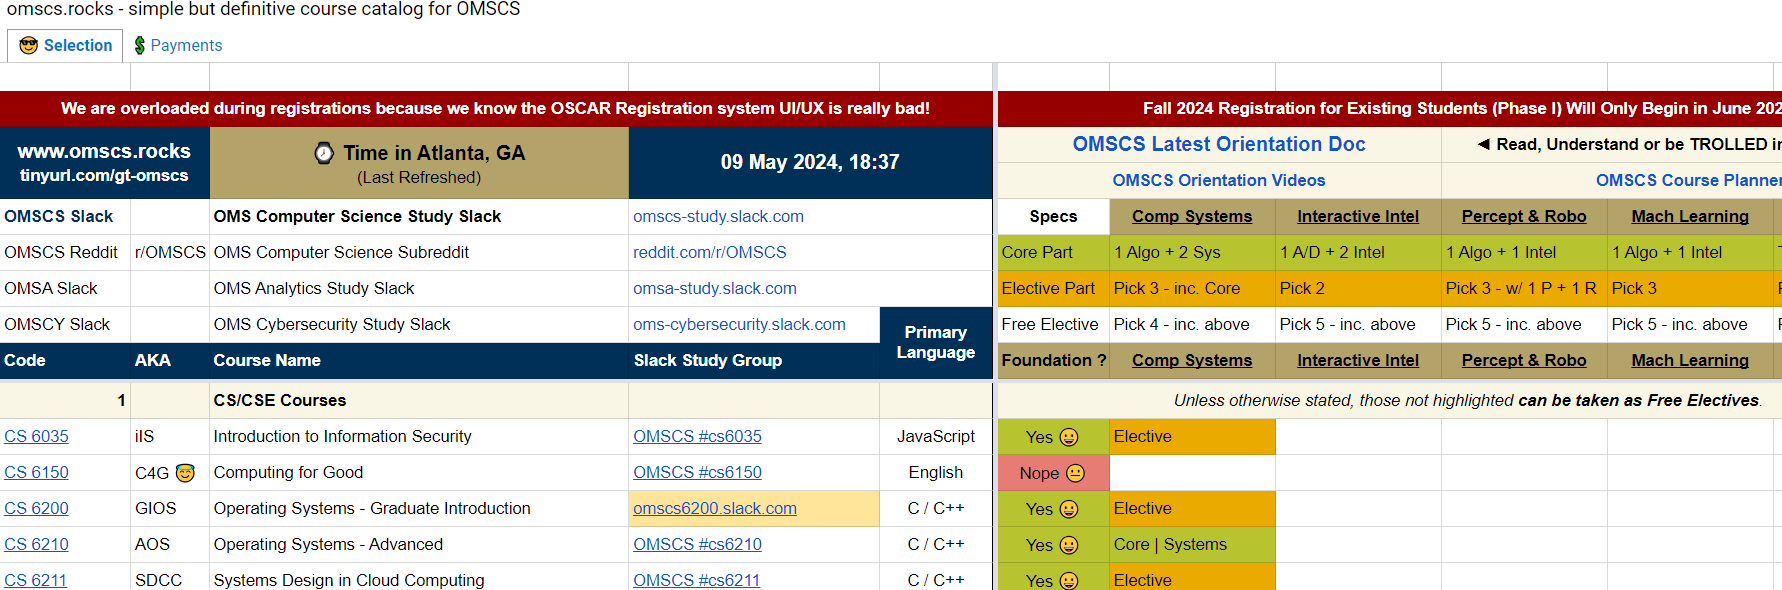 omscs.rocks - simple but definitive course catalog for OMSCS
😎 Selection 💲 Payments
We are overloaded during registrations because we know the OSCAR Registration system UI/UX is really bad! Fall 2024 Registration for Existing Students (Phase I) Will Only Begin in June 202
www.omscs.rocks
tinyurl.com/gt-omscs
Time in Atlanta, GA
(Last Refreshed)
09 May 2024, 18:37
OMSCS Latest Orientation Doc ◄ Read, Understand or be TROLLED in
OMSCS Orientation Videos OMSCS Course Planner
OMSCS Slack OMS Computer Science Study Slack omscs-study.slack.com Specs Comp Systems Interactive Intel Percept & Robo Mach Learning
OMSCS Reddit r/OMSCS OMS Computer Science Subreddit reddit.com/r/OMSCS Core Part 1 Algo + 2 Sys 1 A/D + 2 Intel 1 Algo + 1 Intel 1 Algo + 1 Intel
OMSA Slack OMS Analytics Study Slack omsa-study.slack.com Elective Part Pick 3 - inc. Core Pick 2 Pick 3 - w/ 1 P + 1 R Pick 3
OMSCY Slack OMS Cybersecurity Study Slack oms-cybersecurity.slack.com Free Elective Pick 4 - inc. above Pick 5 - inc. above Pick 5 - inc. above Pick 5 - inc. above
Primary
Language
Code AKA Course Name Slack Study Group Foundation ? Comp Systems Interactive Intel Percept & Robo Mach Learning
1 CS/CSE Courses Unless otherwise stated, those not highlighted can be taken as Free Electives.
CS 6035 iIS Introduction to Information Security OMSCS #cs6035 JavaScript Yes 😀 Elective
CS 6150 C4G 😇 Computing for Good OMSCS #cs6150 English Nope 😐
CS 6200 GIOS Operating Systems - Graduate Introduction omscs6200.slack.com C / C++ Yes 😀 Elective
CS 6210 AOS Operating Systems - Advanced OMSCS #cs6210 C / C++ Yes 😀 Core | Systems
CS 6211 SDCC Systems Design in Cloud Computing OMSCS #cs6211 C / C++ Yes 😀 Elective